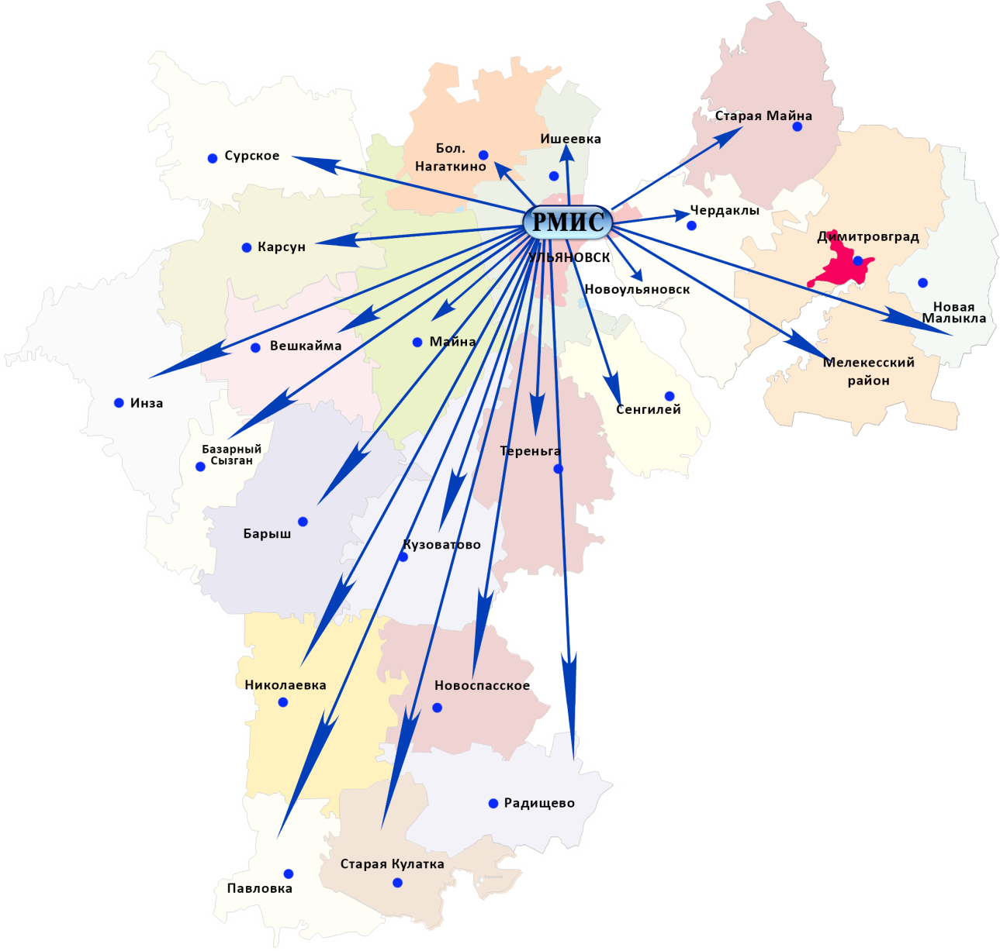 Старая Майна
Ишеевка
Бол.
Нагаткино
Сурское
Чердаклы
РМИС
Димитровград
Карсун
УЛЬЯНОВСК
Новоульяновск
Новая
Малыкла
Вешкайма
Майна
Мелекесский
район
Инза
Сенгилей
Базарный
Сызган
Тереньга
Барыш
Кузоватово
Николаевка
Новоспасское
Радищево
Старая Кулатка
Павловка